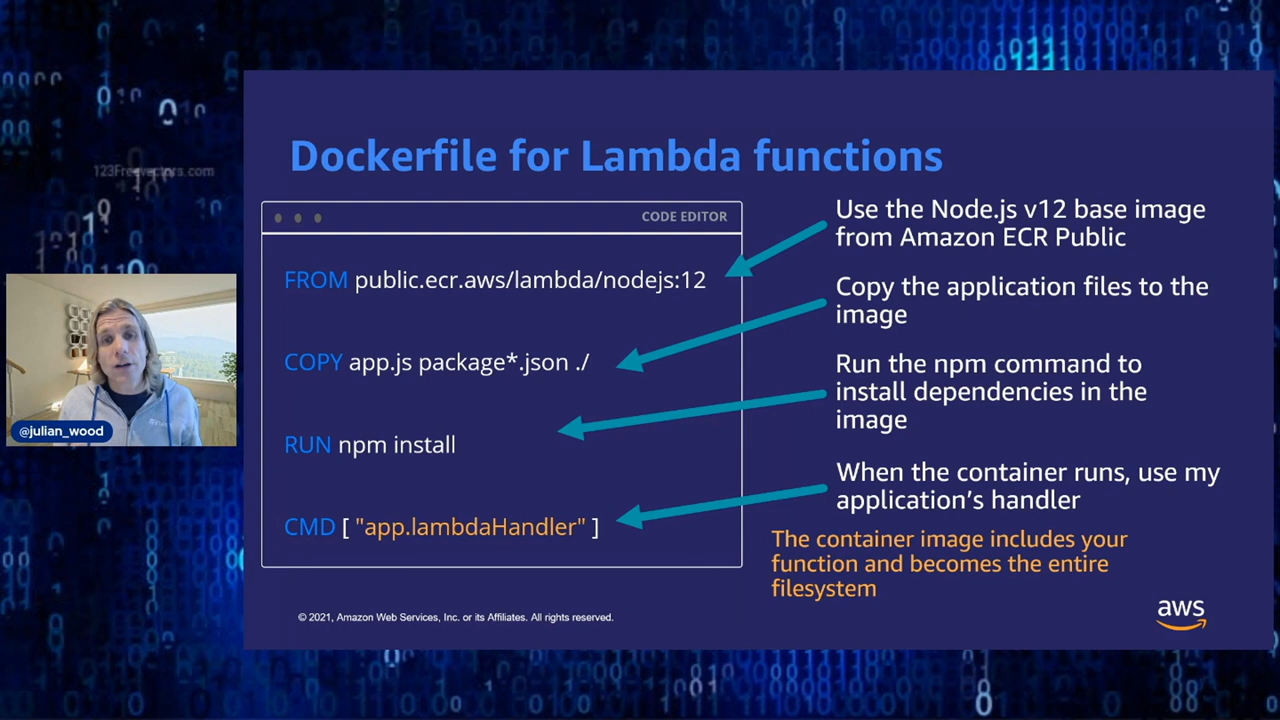 Dockerfile for Lambda functions
CODE EDITOR
FROM public.ecr.aws/lambda/nodejs:12
COPY app.js package*.json ./
RUN npm install
CMD [ "app.lambdaHandler" ]
Use the Node.js v12 base image
from Amazon ECR Public
Copy the application files to the
image
Run the npm command to
install dependencies in the
image
When the container runs, use my
application’s handler
The container image includes your
function and becomes the entire
filesystem
© 2021, Amazon Web Services, Inc. or its Affiliates. All rights reserved.
aws
@julian_wood
123Freevectors.com